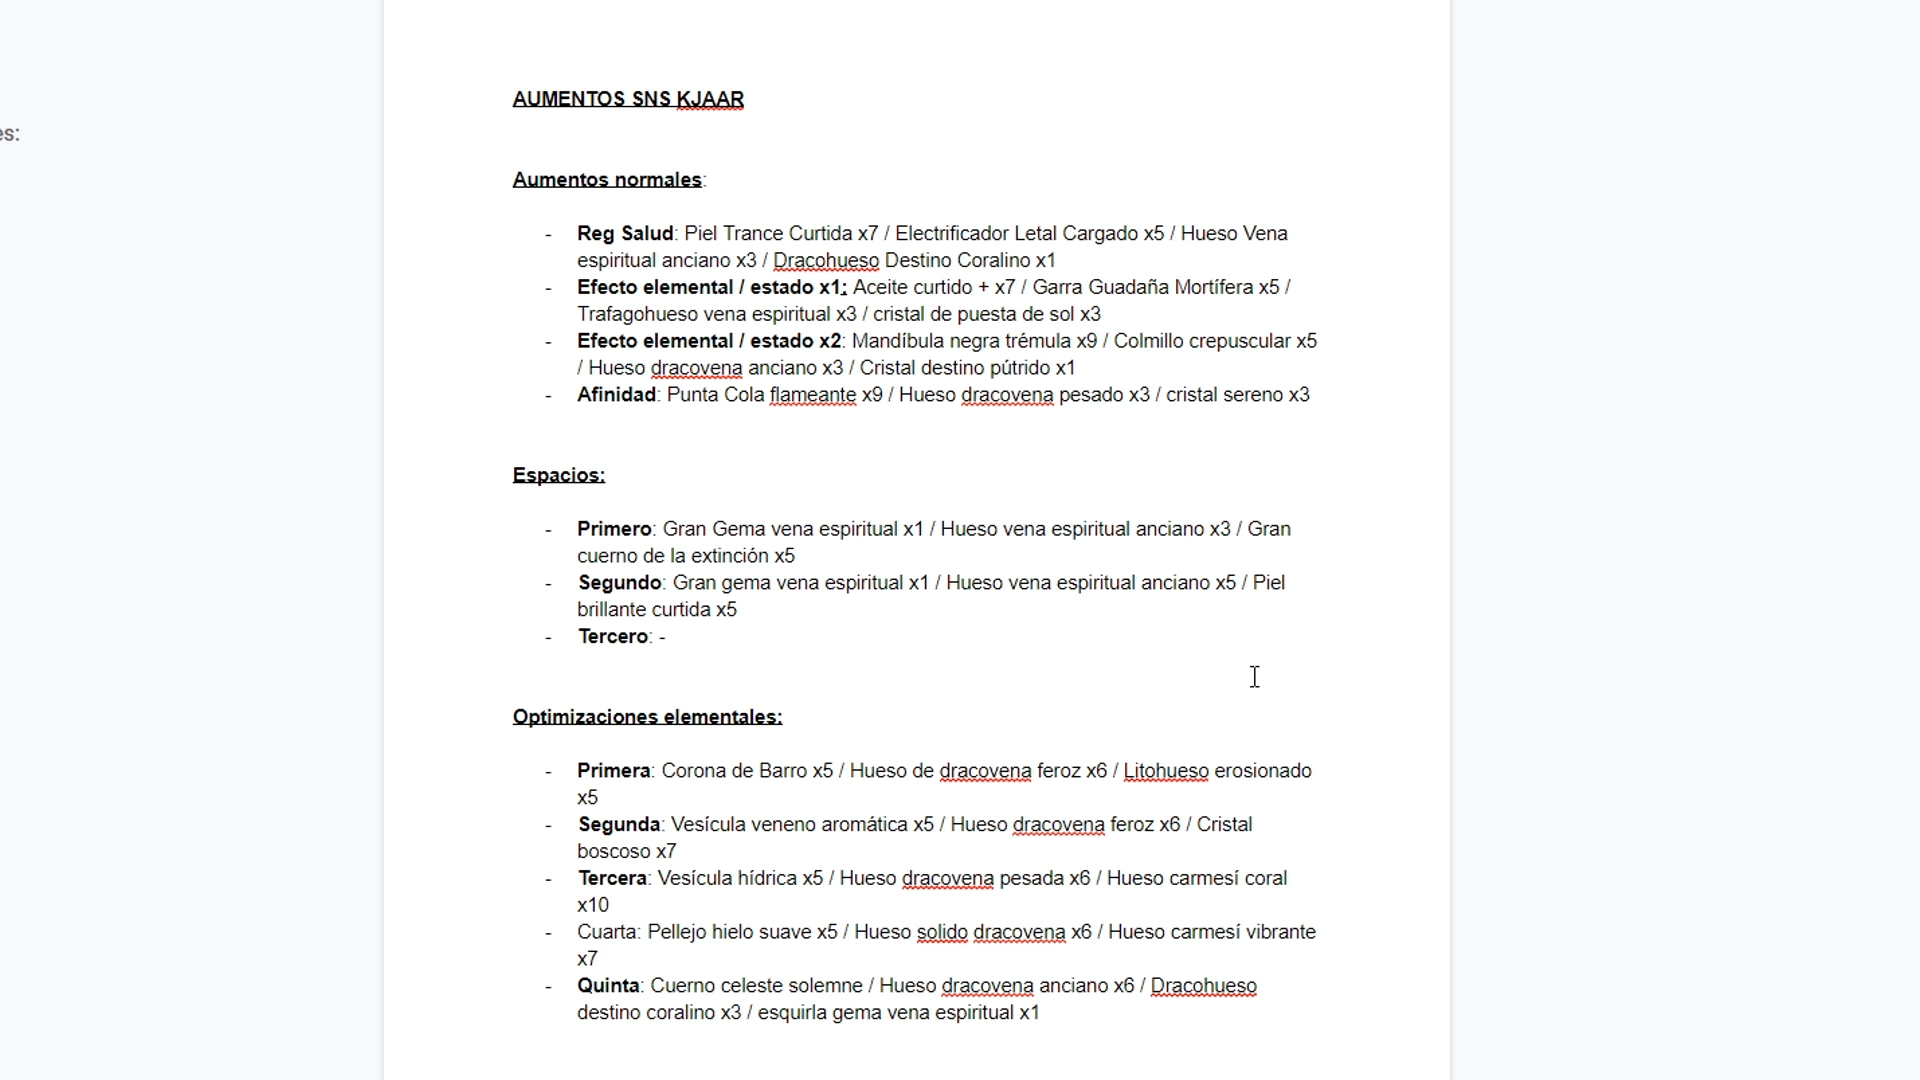 AUMENTOS SNS KJAAR
es:
Aumentos normales:
- Reg Salud: Piel Trance Curtida x7 / Electrificador Letal Cargado x5 / Hueso Vena
espiritual anciano x3 / Dracohueso Destino Coralino x1
- Efecto elemental / estado x1: Aceite curtido + x7 / Garra Guadaña Mortífera x5 /
Trafagohueso vena espiritual x3 / cristal de puesta de sol x3
- Efecto elemental / estado x2: Mandíbula negra trémula x9 / Colmillo crepuscular x5
/ Hueso dracovena anciano x3 / Cristal destino pútrido x1
- Afinidad: Punta Cola flameante x9 / Hueso dracovena pesado x3 / cristal sereno x3
Espacios:
- Primero: Gran Gema vena espiritual x1 / Hueso vena espiritual anciano x3 / Gran
cuerno de la extinción x5
- Segundo: Gran gema vena espiritual x1 / Hueso vena espiritual anciano x5 / Piel
brillante curtida x5
- Tercero: -
Optimizaciones elementales:
- Primera: Corona de Barro x5 / Hueso de dracovena feroz x6 / Litohueso erosionado
x5
- Segunda: Vesícula veneno aromática x5 / Hueso dracovena feroz x6 / Cristal
boscoso x7
- Tercera: Vesícula hídrica x5 / Hueso dracovena pesada x6 / Hueso carmesí coral
x10
- Cuarta: Pellejo hielo suave x5 / Hueso solido dracovena x6 / Hueso carmesí vibrante
x7
- Quinta: Cuerno celeste solemne / Hueso dracovena anciano x6 / Dracohueso
destino coralino x3 / esquirla gema vena espiritual x1